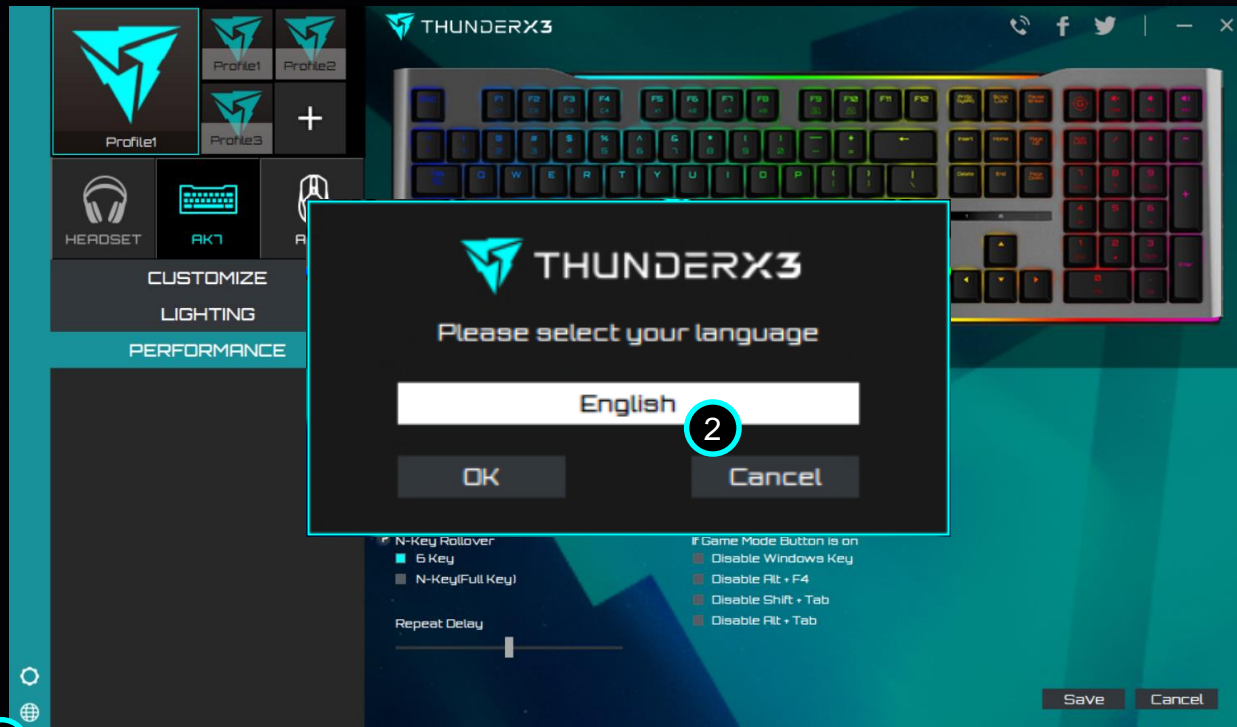 THUNDERX3
Profile1
Profile2
Profile1
Profile3
HEADSET
AK7
CUSTOMIZE
LIGHTING
PERFORMANCE
THUNDERX3
Please select your language
English
2
OK
Cancel
N-Key Rollover
6 Key
N-Key(Full Key)
Repeat Delay
If Game Mode Button is on
Disable Windows Key
Disable Alt + F4
Disable Shift + Tab
Disable Alt + Tab
Save
Cancel